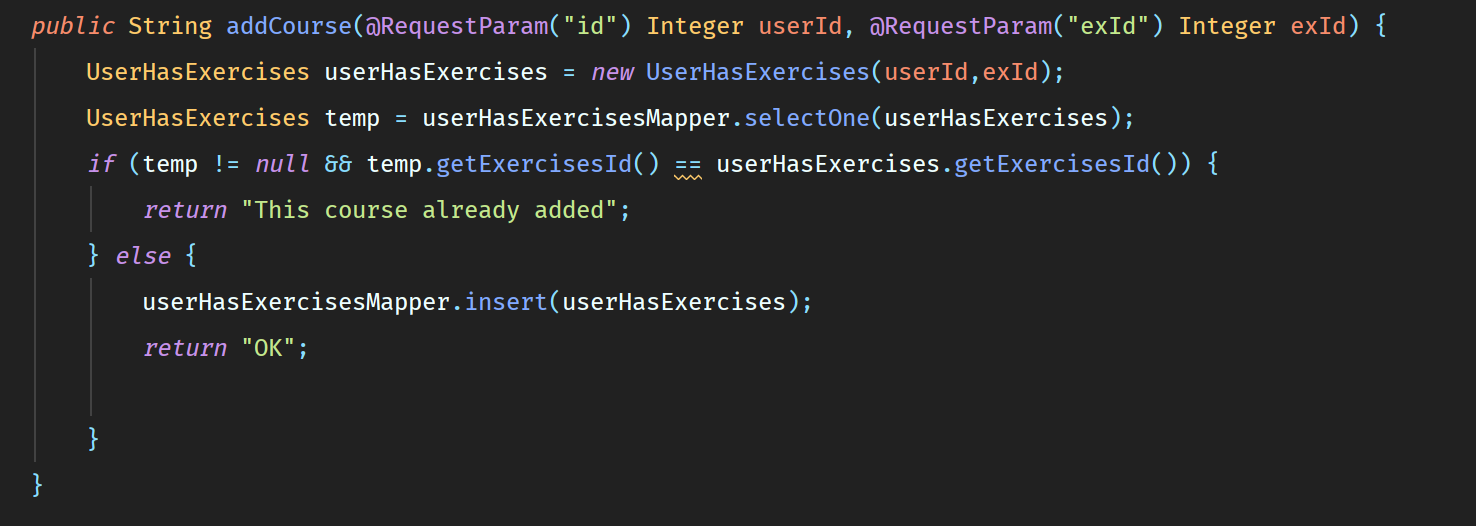 public String addCourse(@RequestParam("id") Integer userId, @RequestParam("exId") Integer exId) {
UserHasExercises userHasExercises = new UserHasExercises(userId,exId);
UserHasExercises temp = userHasExercisesMapper.selectOne(userHasExercises);
if (temp != null && temp.getExercisesId() == userHasExercises.getExercisesId()) {
return "This course already added";
} else {
userHasExercisesMapper.insert(userHasExercises);
return "OK";
}
}